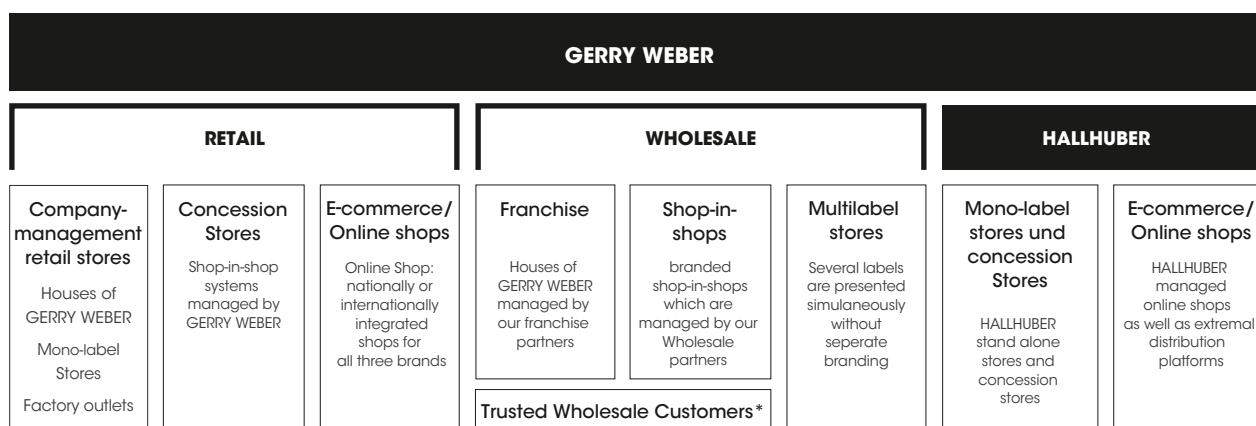 GERRY WEBER
RETAIL
WHOLESALE
HALLHUBER
Company-
management
retail stores
Houses of
GERRY WEBER
Mono-label
Stores
Factory outlets
Concession
Stores
Shop-in-shop
systems
managed by
GERRY WEBER
E-commerce/
Online shops
Online Shop:
nationally or
internationally
integrated
shops for
all three brands
Franchise
Houses of
GERRY WEBER
managed by
our franchise
partners
Shop-in-
shops
branded
shop-in-shops
which are
managed by our
Wholesale
partners
Trusted Wholesale Customers*
Multilabel
stores
Several labels
are presented
simultaneously
without
seperate
branding
Mono-label
stores und
concession
Stores
HALLHUBER
stand alone
stores and
concession
stores
E-commerce/
Online shops
HALLHUBER
managed
online shops
as well as extremal
distribution
platforms